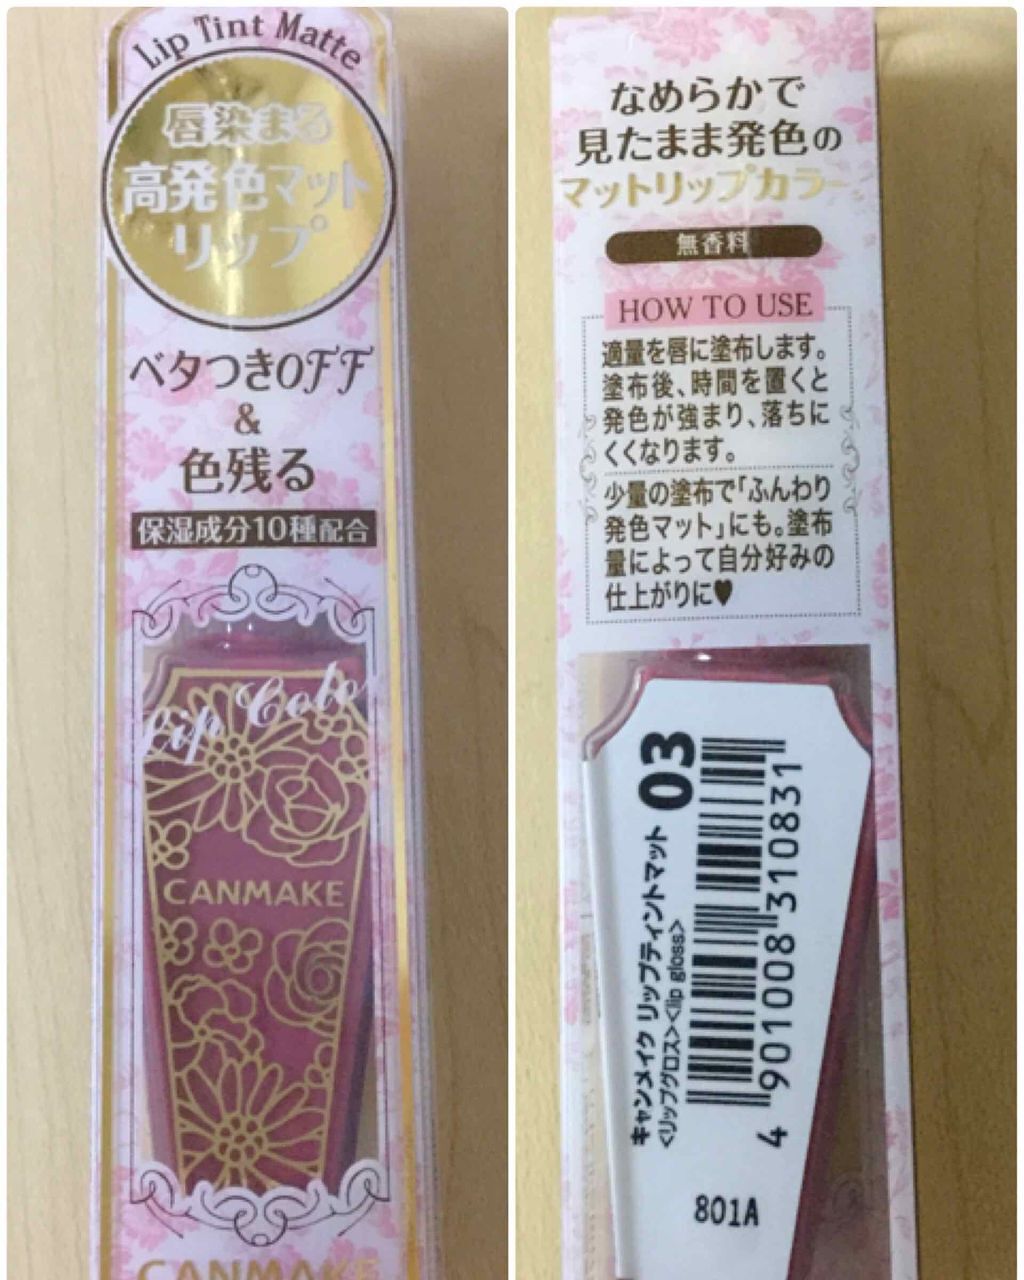 Lip Tint Matte
唇染まる
高発色マット
リップ
ベタつきOFF
&
色残る
保湿成分10種配合
Lip Color
CANMAKE
CANMAKE
なめらかで
見たまま発色の
マットリップカラー
無香料
HOW TO USE
適量を唇に塗布します。
塗布後、時間を置くと
発色が強まり、落ちに
くくなります。
少量の塗布で「ふんわり
発色マット」にも。塗布
量によって自分好みの
仕上がりに♥
キャンメイク リップティントマット 03
<リップグロス><lip gloss>
4 901008 310831
801A